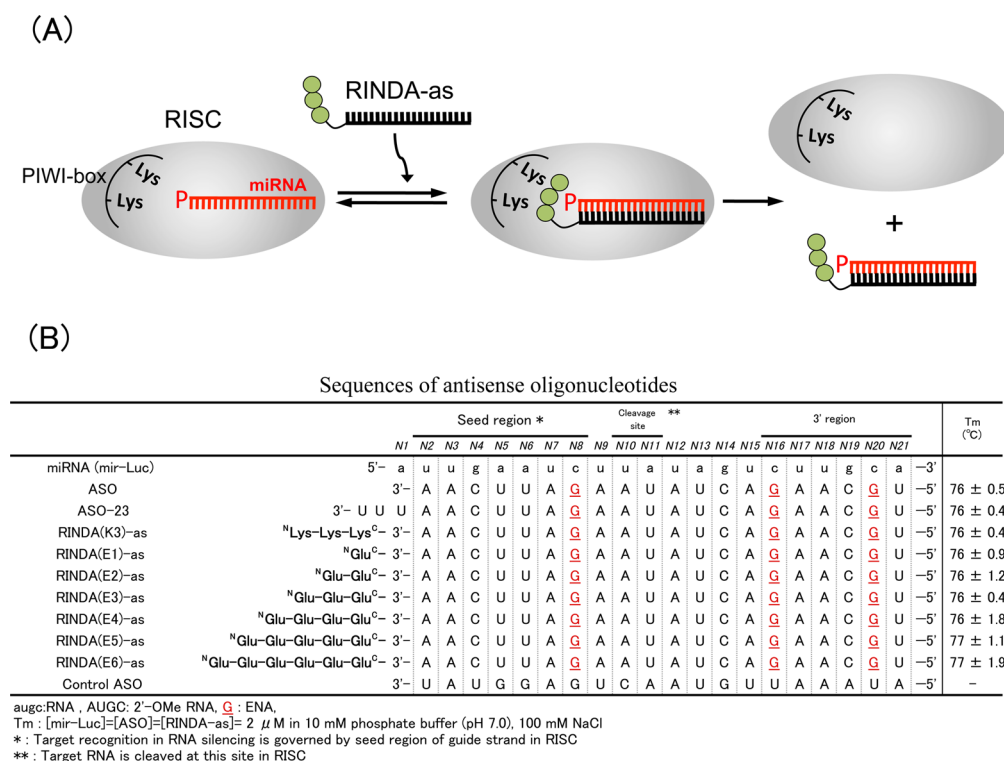 (A)
RINDA-as
RISC
PIWI-box
Lys
Lys
P
miRNA
Lys
Lys
P
Lys
Lys
+
P
(B)
Sequences of antisense oligonucleotides
Seed region * Cleavage site ** 3' region Tm (°C)
N1 N2 N3 N4 N5 N6 N7 N8 N9 N10 N11 N12 N13 N14 N15 N16 N17 N18 N19 N20 N21
miRNA (mir-Luc) 5'- a u u g a a u c u u a u a g u c u u g c a -3'
ASO 3'- A A C U U A G A A U A U C A G A A C G U -5' 76 ± 0.5
ASO-23 3'- U U U A A C U U A G A A U A U C A G A A C G U -5' 76 ± 0.4
RINDA(K3)-as NLys-Lys-LysC- 3'- A A C U U A G A A U A U C A G A A C G U -5' 76 ± 0.4
RINDA(E1)-as NGluC- 3'- A A C U U A G A A U A U C A G A A C G U -5' 76 ± 0.9
RINDA(E2)-as NGlu-GluC- 3'- A A C U U A G A A U A U C A G A A C G U -5' 76 ± 1.2
RINDA(E3)-as NGlu-Glu-GluC- 3'- A A C U U A G A A U A U C A G A A C G U -5' 76 ± 0.4
RINDA(E4)-as NGlu-Glu-Glu-GluC- 3'- A A C U U A G A A U A U C A G A A C G U -5' 76 ± 1.8
RINDA(E5)-as NGlu-Glu-Glu-Glu-GluC- 3'- A A C U U A G A A U A U C A G A A C G U -5' 77 ± 1.1
RINDA(E6)-as NGlu-Glu-Glu-Glu-Glu-GluC- 3'- A A C U U A G A A U A U C A G A A C G U -5' 77 ± 1.9
Control ASO 3'- U A U G G A G U C A A U G U A U A U U A -5' -
augc:RNA , AUGC: 2'-OMe RNA, G : ENA,
Tm : [mir-Luc]=[ASO]=[RINDA-as]= 2 μM in 10 mM phosphate buffer (pH 7.0), 100 mM NaCl
* : Target recognition in RNA silencing is governed by seed region of guide strand in RISC
** : Target RNA is cleaved at this site in RISC